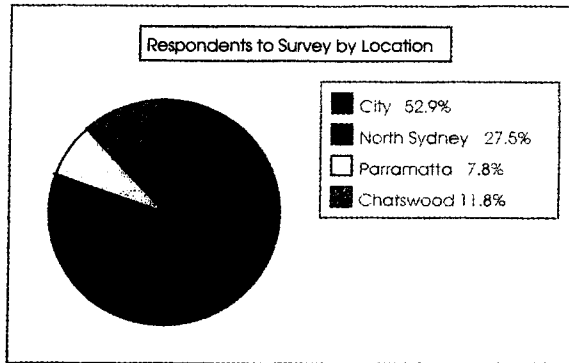 Respondents to Survey by Location
City 52.9%
North Sydney 27.5%
Parramatta 7.8%
Chatswood 11.8%